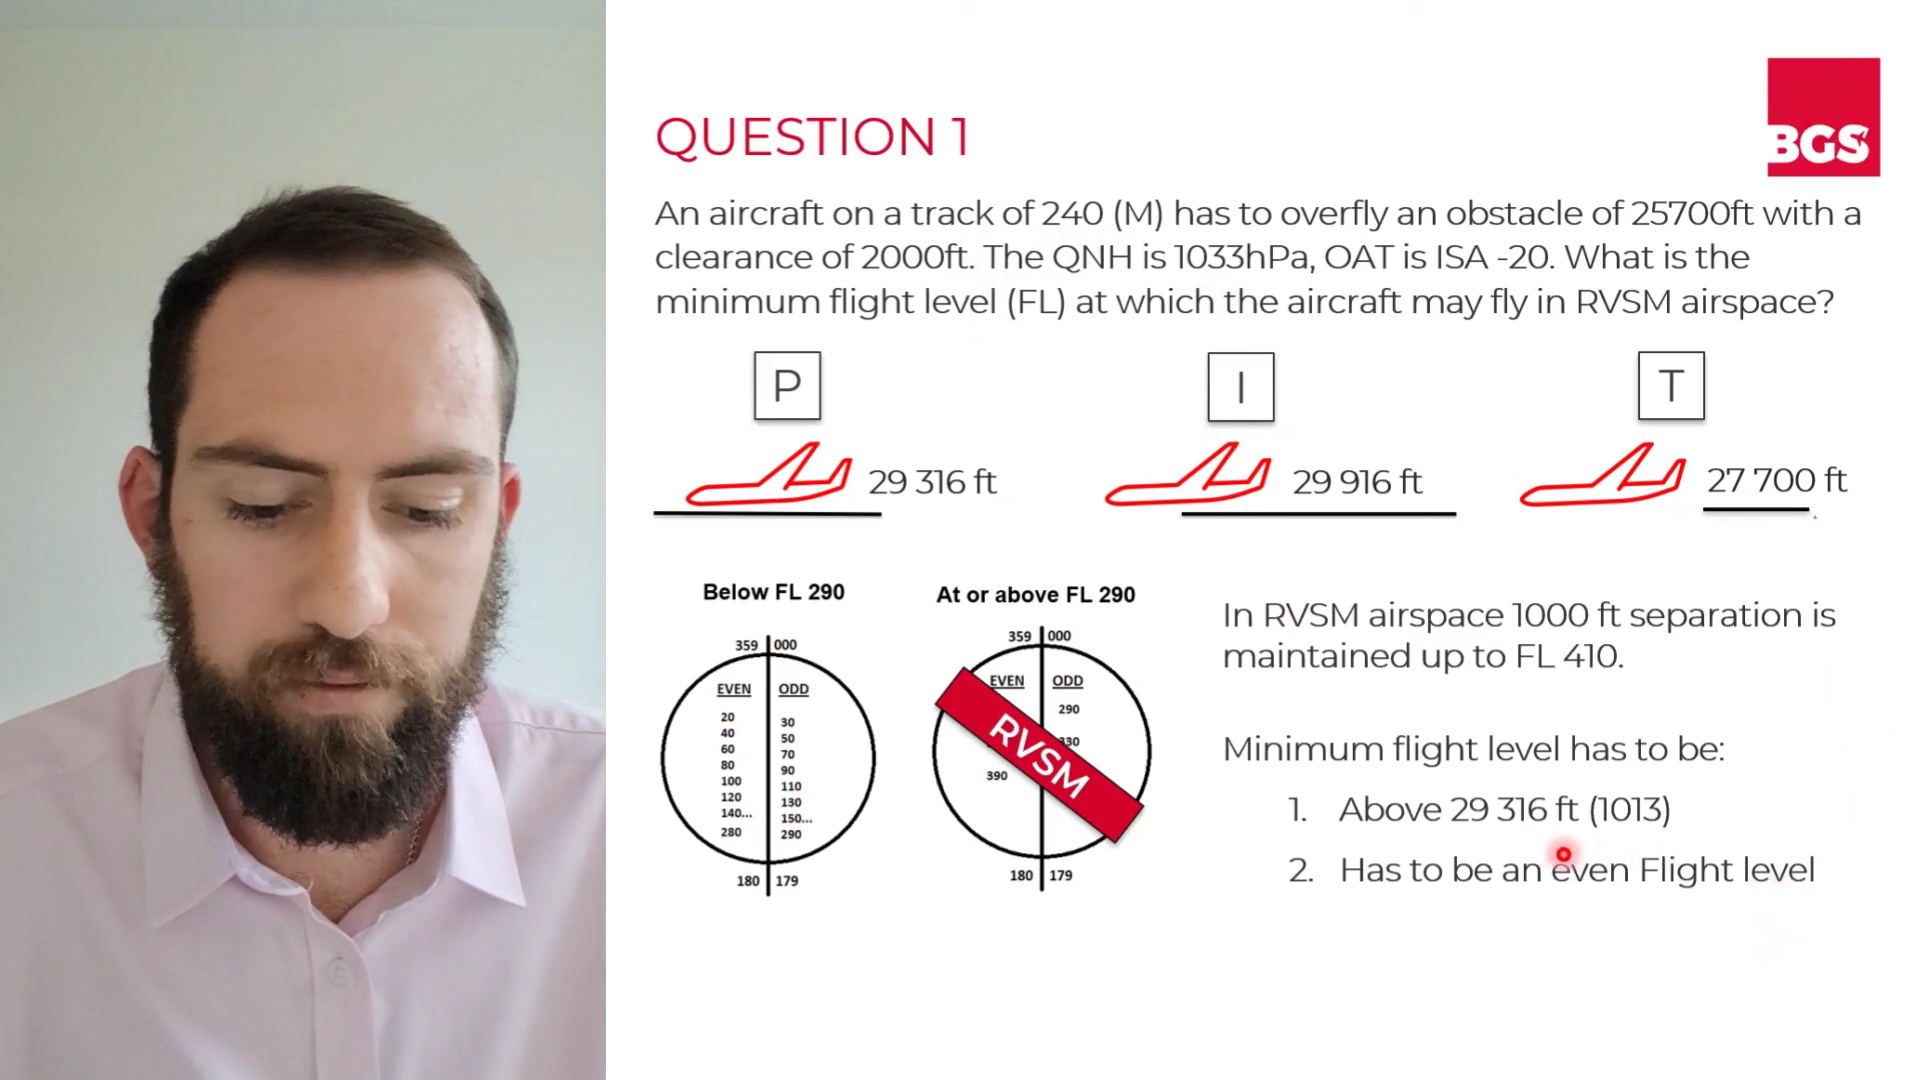 BGS
QUESTION 1
An aircraft on a track of 240 (M) has to overfly an obstacle of 25700ft with a
clearance of 2000ft. The QNH is 1033hPa, OAT is ISA -20. What is the
minimum flight level (FL) at which the aircraft may fly in RVSM airspace?
P
I
T
29 316 ft
29 916 ft
27 700 ft
Below FL 290
359 000
EVEN ODD
20 30
40 50
60 70
80 90
100 110
120 130
140... 150...
280 290
180 179
At or above FL 290
359 000
EVEN ODD
290
330
390
RVSM
180 179
In RVSM airspace 1000 ft separation is
maintained up to FL 410.
Minimum flight level has to be:
1. Above 29 316 ft (1013)
2. Has to be an even Flight level